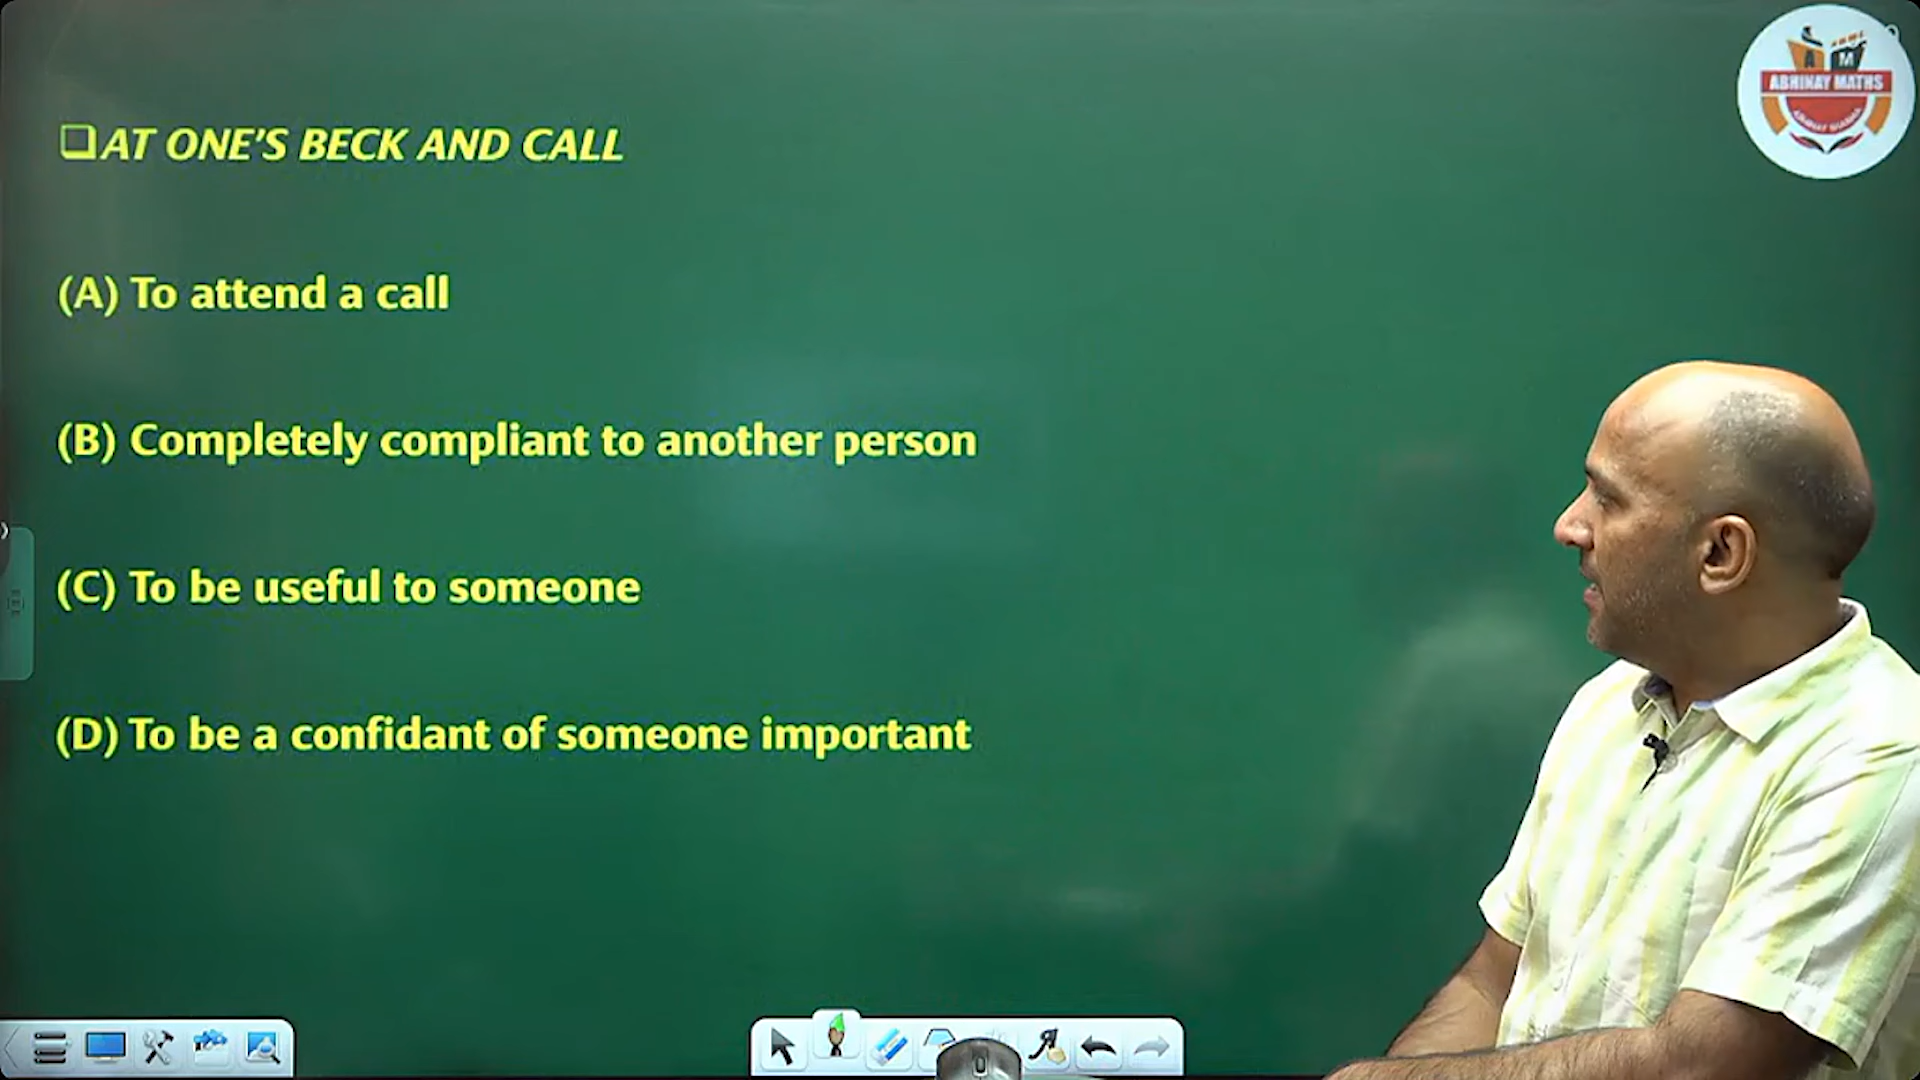 ABHINAY MATHS
❑AT ONE'S BECK AND CALL
(A) To attend a call
(B) Completely compliant to another person
(C) To be useful to someone
(D) To be a confidant of someone important